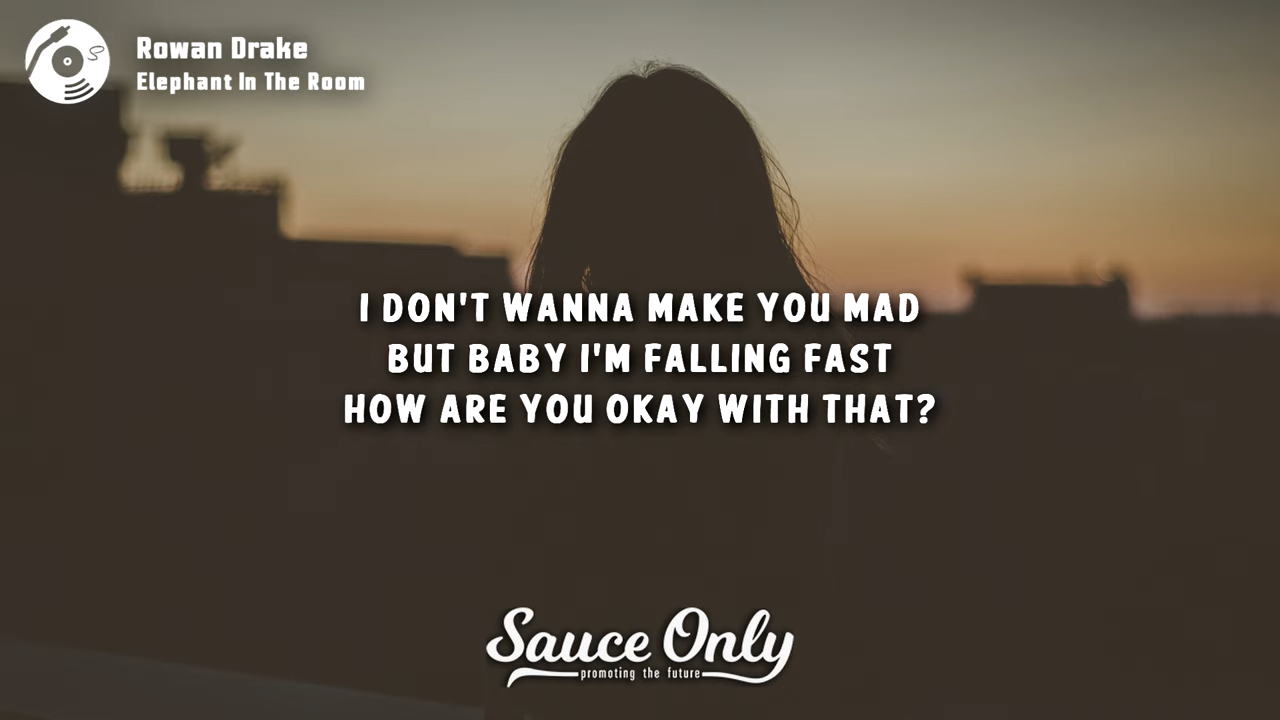 Rowan Drake
Elephant In The Room
I DON'T WANNA MAKE YOU MAD
BUT BABY I'M FALLING FAST
HOW ARE YOU OKAY WITH THAT?
Sauce Only
promoting the future